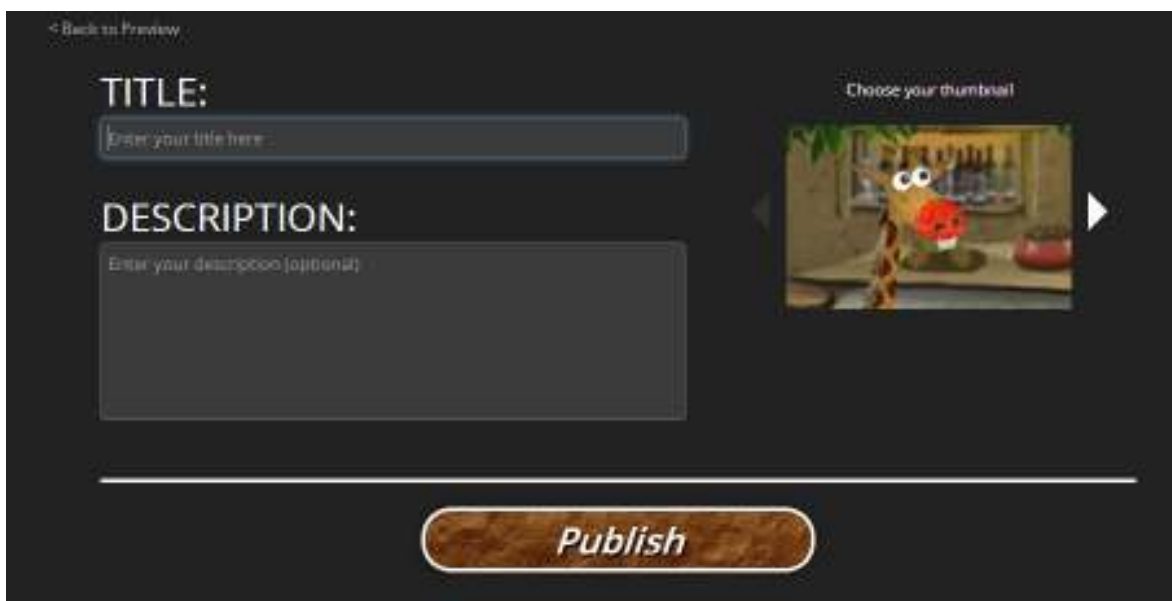 < Back to Preview
TITLE:
Enter your title here
DESCRIPTION:
Enter your description (optional)
Choose your thumbnail
Publish